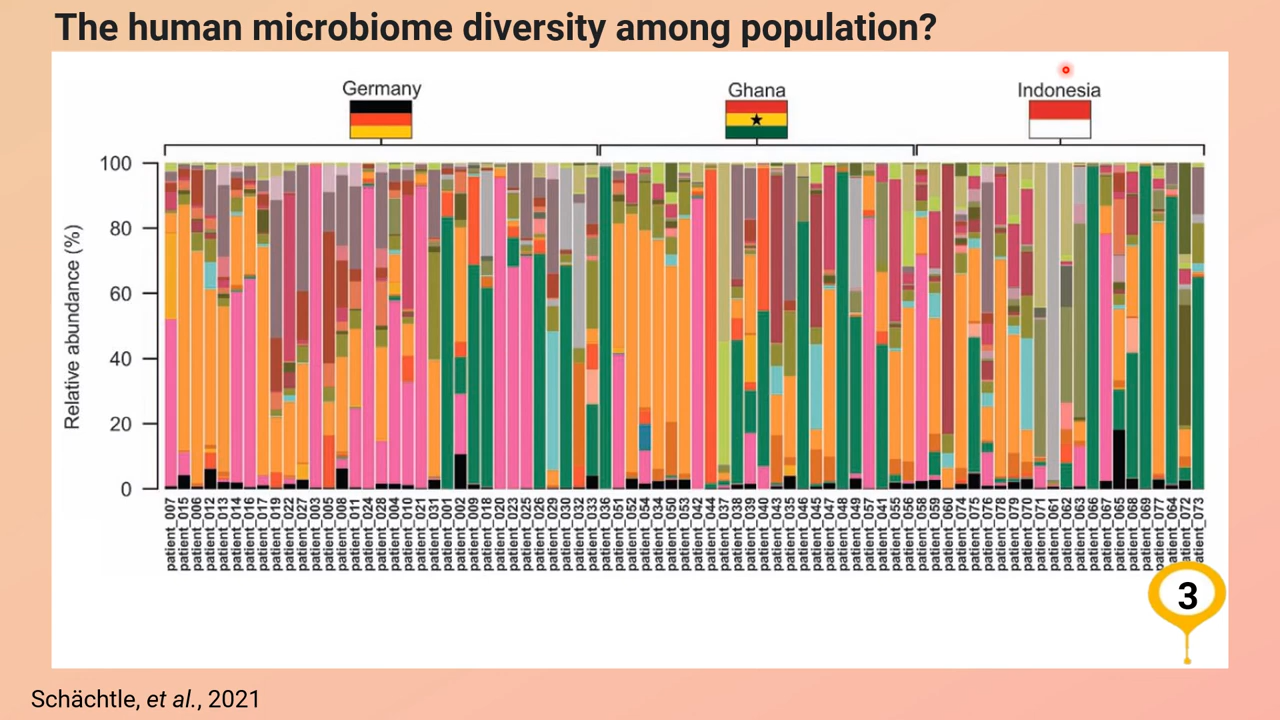 The human microbiome diversity among population?
Germany
Ghana
Indonesia
Relative abundance (%)
100
80
60
40
20
0
patient_007
patient_015
patient_006
patient_012
patient_013
patient_014
patient_016
patient_017
patient_019
patient_022
patient_027
patient_003
patient_005
patient_008
patient_011
patient_024
patient_028
patient_004
patient_010
patient_021
patient_031
patient_001
patient_002
patient_009
patient_018
patient_020
patient_023
patient_025
patient_026
patient_029
patient_030
patient_032
patient_033
patient_036
patient_051
patient_052
patient_054
patient_034
patient_050
patient_053
patient_042
patient_044
patient_037
patient_038
patient_039
patient_040
patient_043
patient_035
patient_046
patient_045
patient_047
patient_048
patient_049
patient_057
patient_041
patient_055
patient_056
patient_058
patient_059
patient_060
patient_074
patient_075
patient_076
patient_078
patient_079
patient_070
patient_071
patient_061
patient_062
patient_063
patient_066
patient_067
patient_065
patient_068
patient_069
patient_077
patient_064
patient_072
patient_073
3
Schächtle, et al., 2021